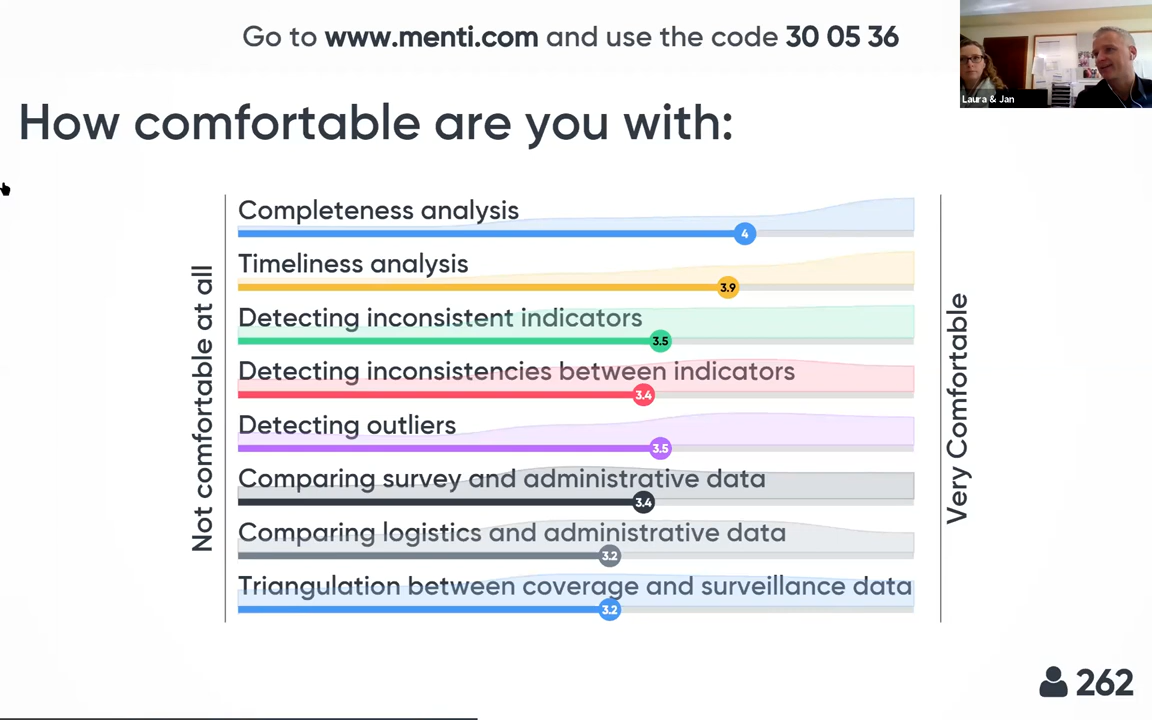 Go to www.menti.com and use the code 30 05 36
Laura & Jan
How comfortable are you with:
Not comfortable at all
Completeness analysis
4
Timeliness analysis
3.9
Detecting inconsistent indicators
3.5
Detecting inconsistencies between indicators
3.4
Detecting outliers
3.5
Comparing survey and administrative data
3.4
Comparing logistics and administrative data
3.2
Triangulation between coverage and surveillance data
3.2
Very Comfortable
262